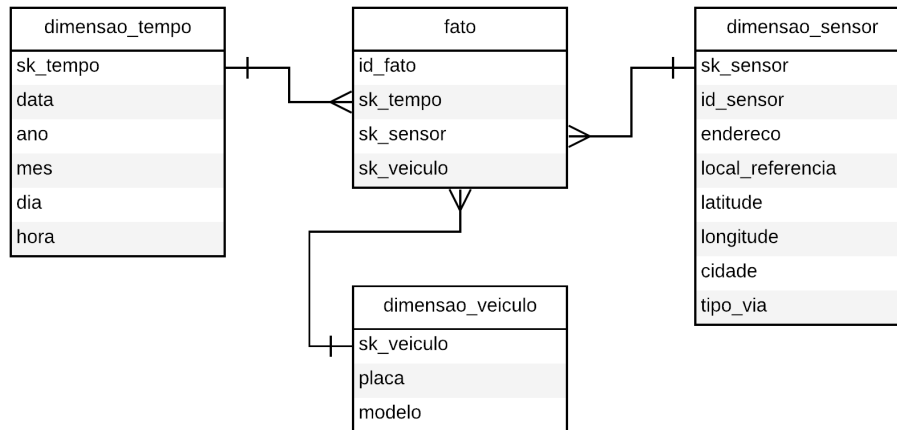 dimensao_tempo
sk_tempo
data
ano
mes
dia
hora
fato
id_fato
sk_tempo
sk_sensor
sk_veiculo
dimensao_sensor
sk_sensor
id_sensor
endereco
local_referencia
latitude
longitude
cidade
tipo_via
dimensao_veiculo
sk_veiculo
placa
modelo